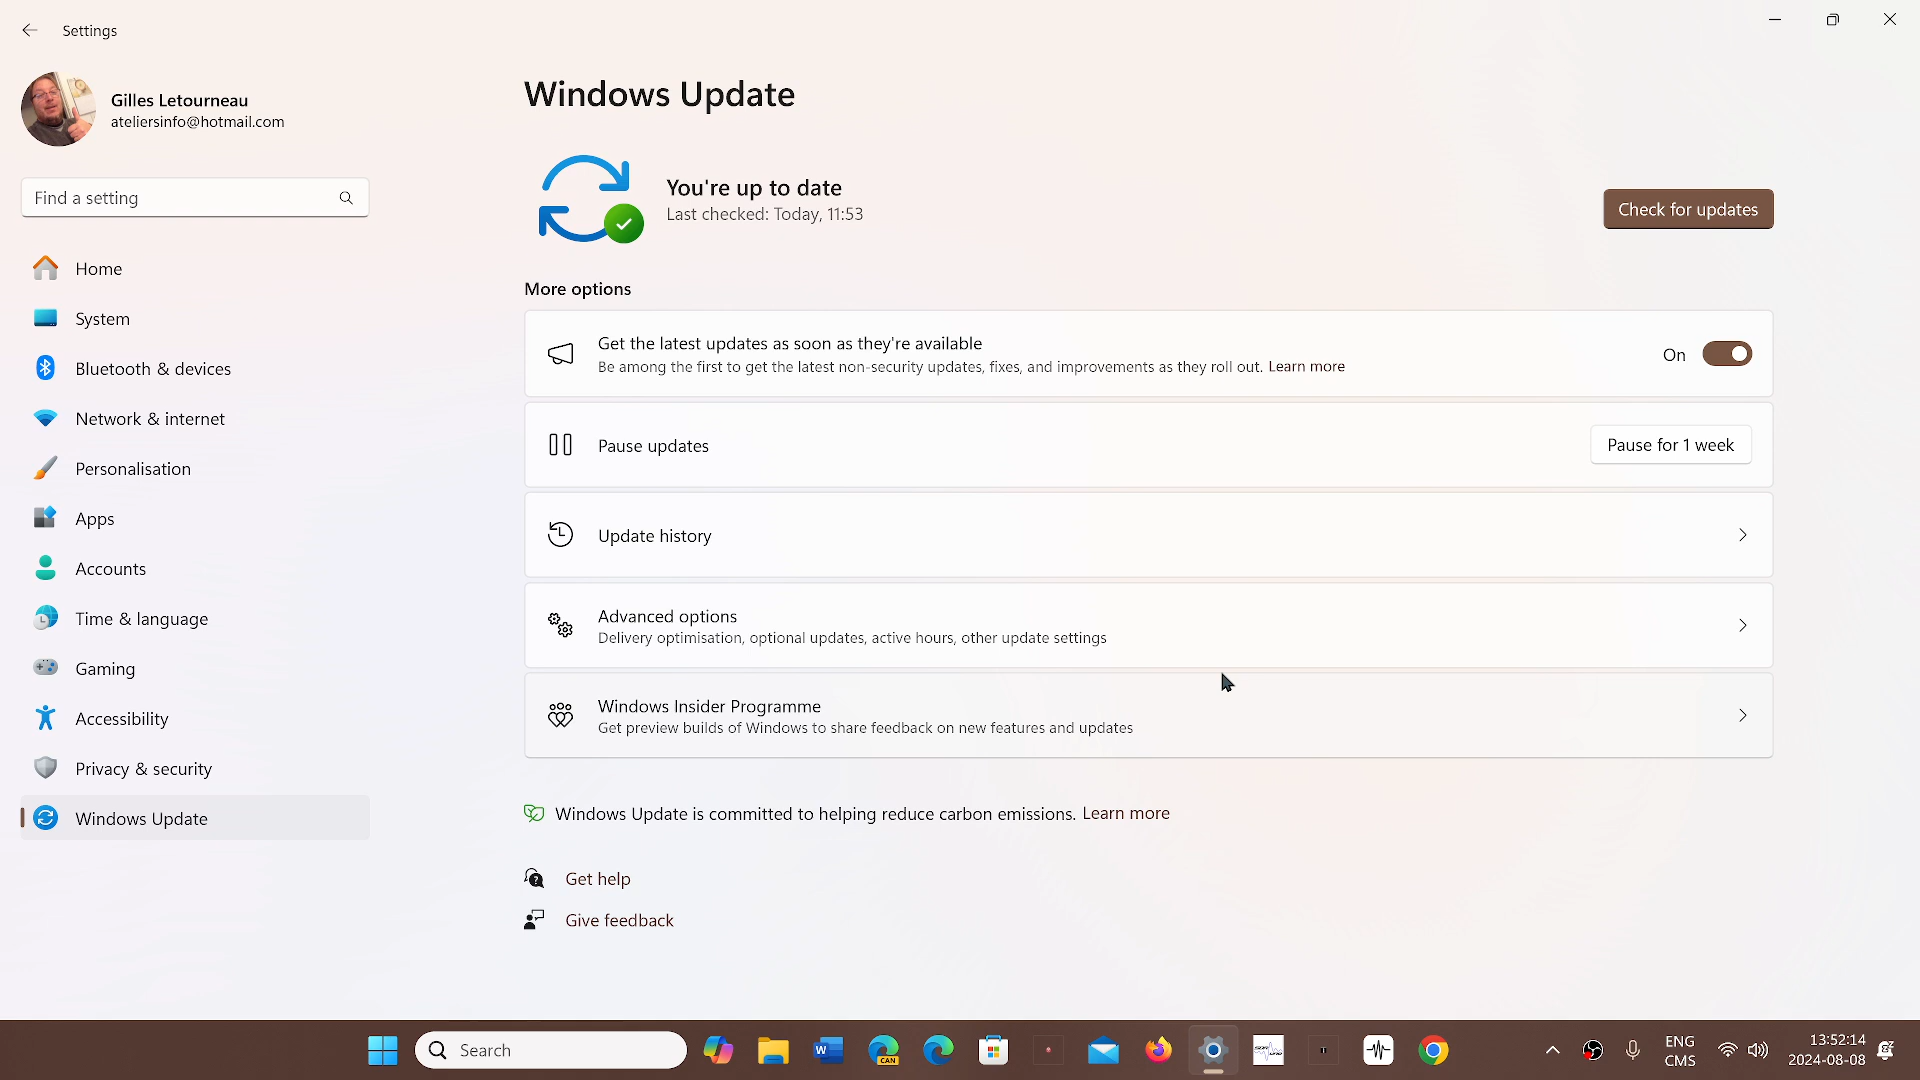 Settings
Gilles Letourneau
ateliersinfo@hotmail.com
Find a setting
Home
System
Bluetooth & devices
Network & internet
Personalisation
Apps
Accounts
Time & language
Gaming
Accessibility
Privacy & security
Windows Update
Windows Update
You're up to date
Last checked: Today, 11:53
Check for updates
More options
Get the latest updates as soon as they're available
Be among the first to get the latest non-security updates, fixes, and improvements as they roll out. Learn more
On
Pause updates
Pause for 1 week
Update history
Advanced options
Delivery optimisation, optional updates, active hours, other update settings
Windows Insider Programme
Get preview builds of Windows to share feedback on new features and updates
Windows Update is committed to helping reduce carbon emissions. Learn more
Get help
Give feedback
Search
W
CAN
ENG
CMS
13:52:14
2024-08-08